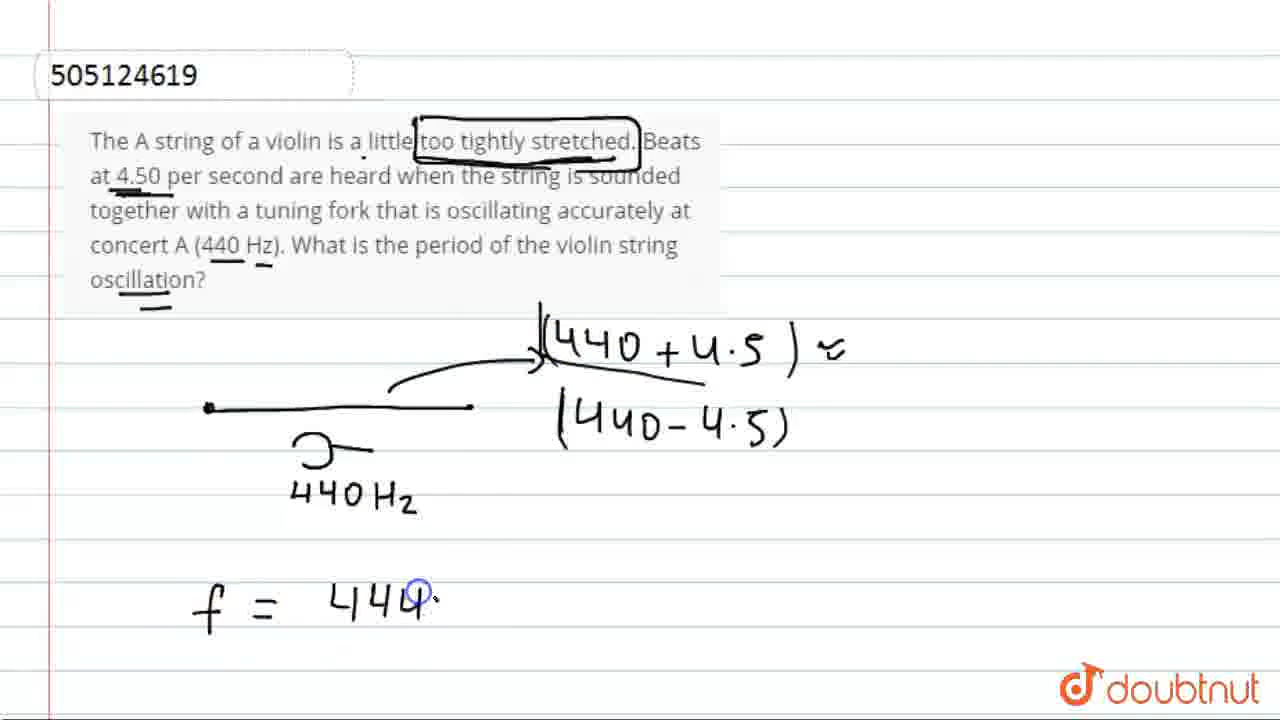 505124619
The A string of a violin is a little too tightly stretched. Beats
at 4.50 per second are heard when the string is sounded
together with a tuning fork that is oscillating accurately at
concert A (440 Hz). What is the period of the violin string
oscillation?
(440 + 4.5) ≈
(440 - 4.5)
440 Hz
f = 444.
doubtnut